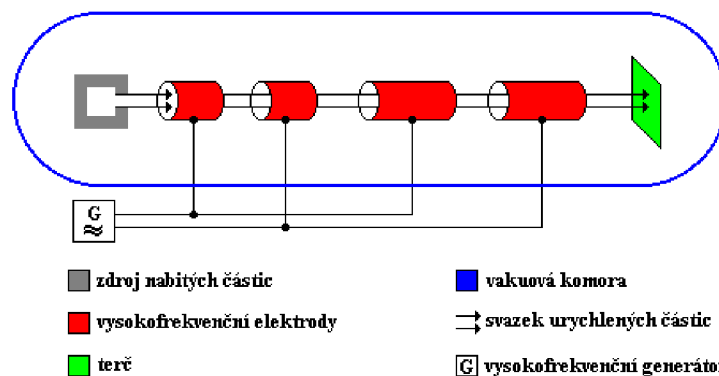 G
≈
zdroj nabitých částic
vysokofrekvenční elektrody
terč
vakuová komora
svazek urychlených částic
G vysokofrekvenční generátor